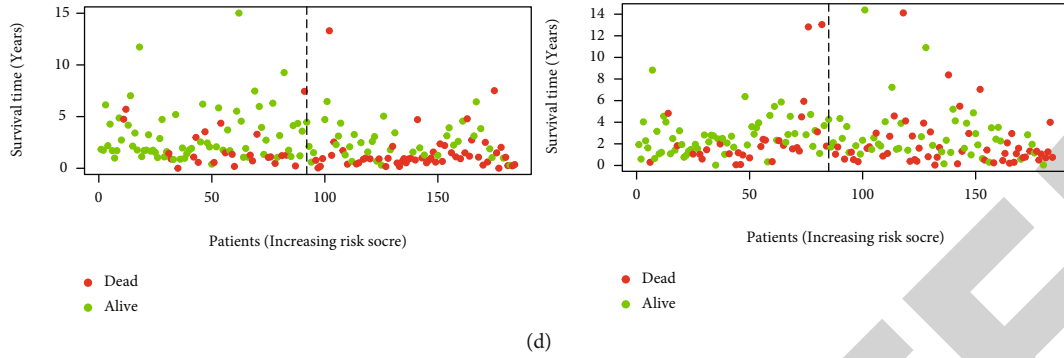 Survival time (Years)
15
10
5
0
0 50 100 150
Patients (Increasing risk socre)
Dead
Alive
Survival time (Years)
14
12
10
8
6
4
2
0
0 50 100 150
Patients (Increasing risk socre)
Dead
Alive
(d)